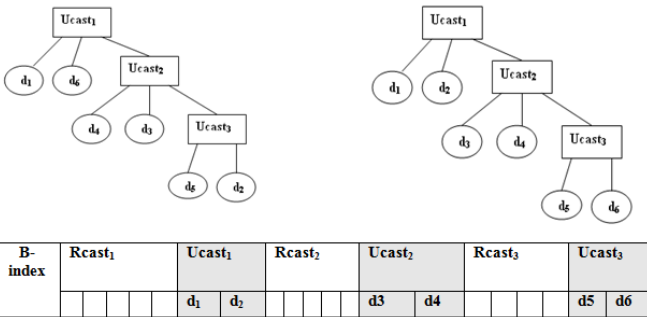 Ucast₁ Ucast₁
d₁ d₆ Ucast₂ d₁ d₂ Ucast₂
d₄ d₃ Ucast₃ d₃ d₄ Ucast₃
d₅ d₂ d₅ d₆
B-index Rcast₁ Ucast₁ Rcast₂ Ucast₂ Rcast₃ Ucast₃
d₁ d₂ d3 d4 d5 d6